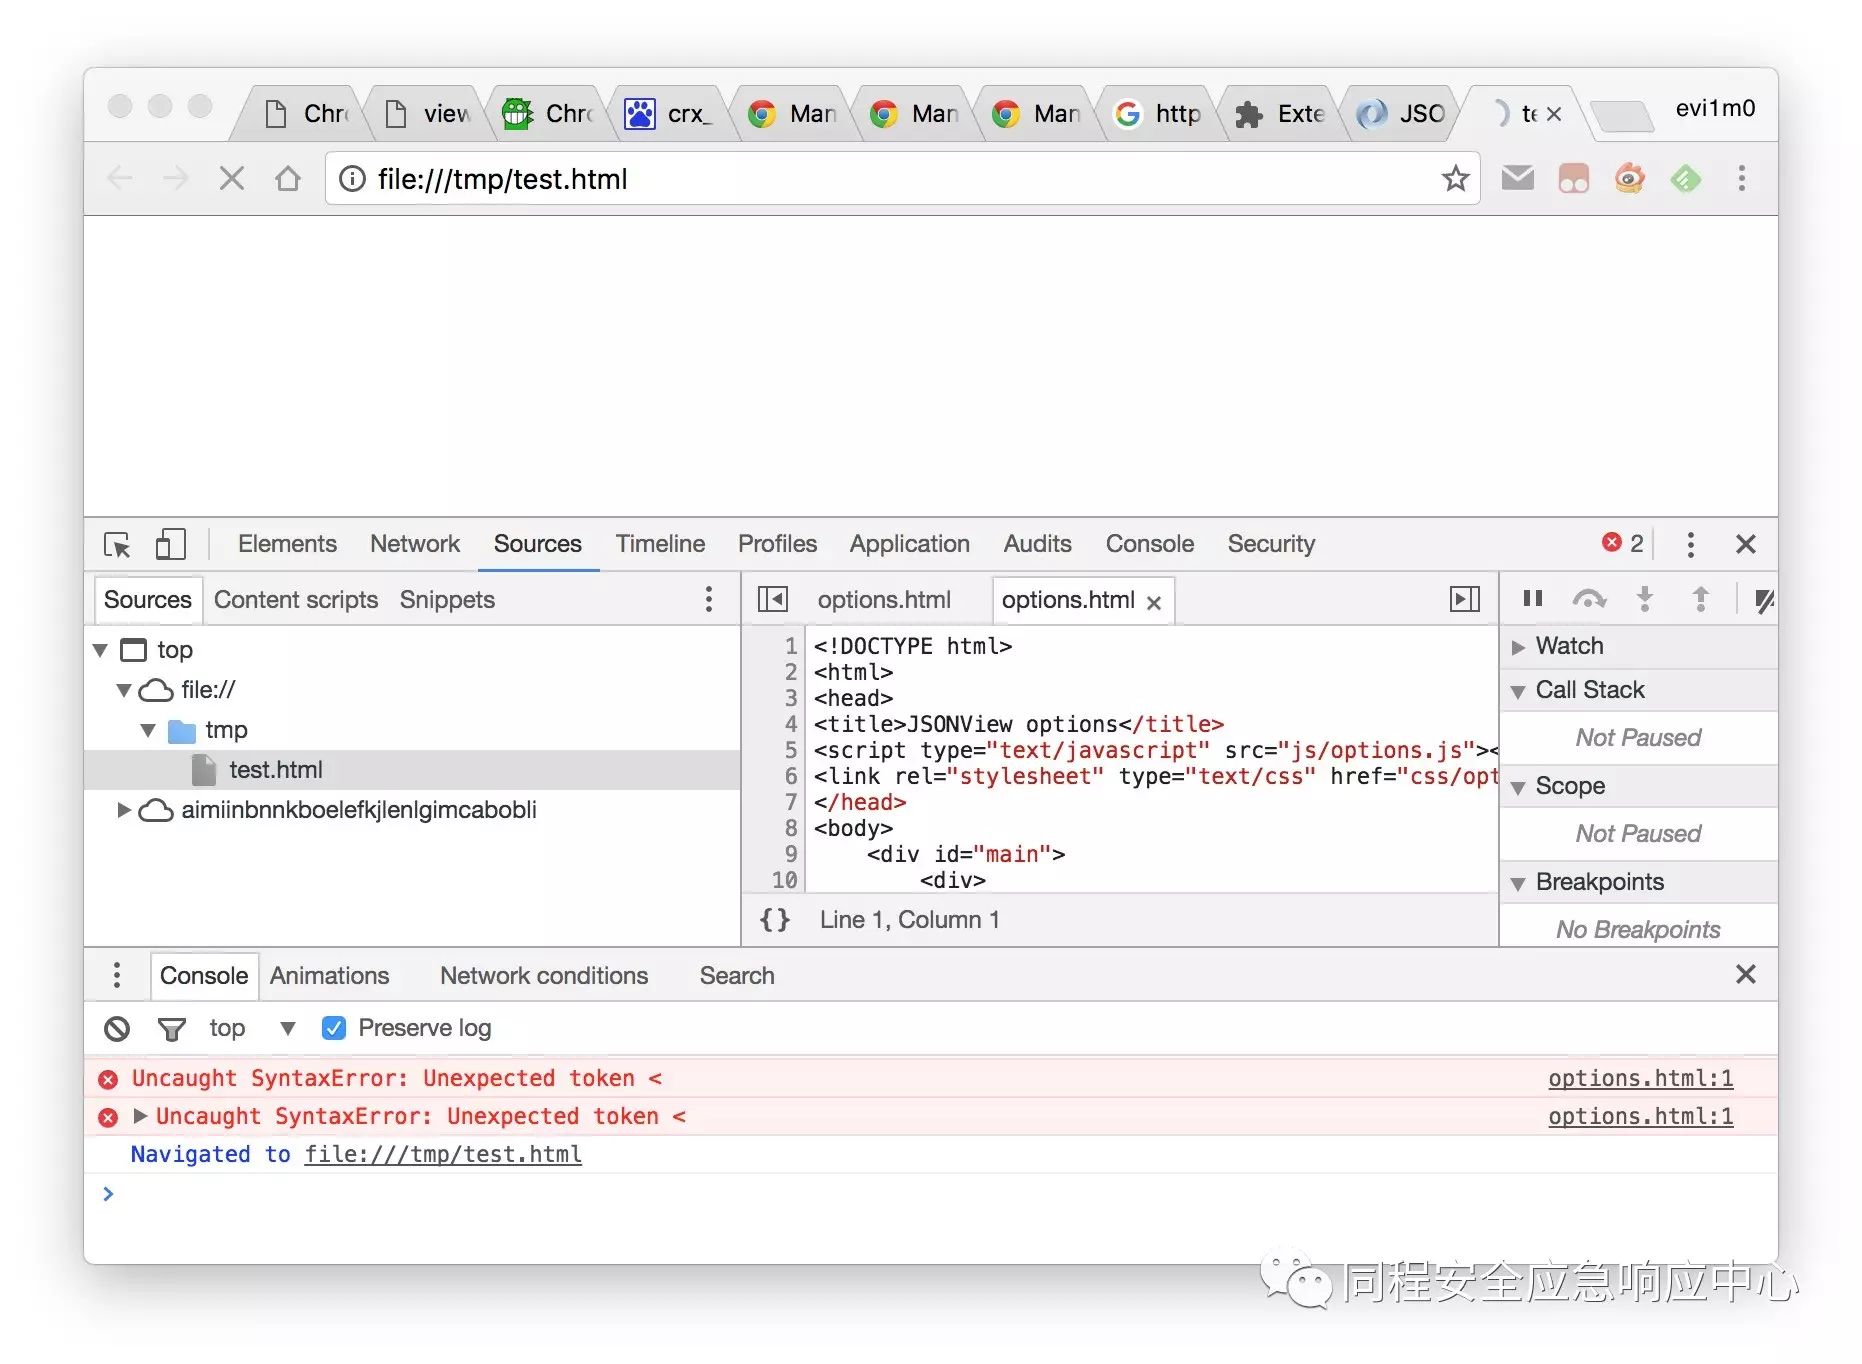 Chr view Chr crx_ Man Man Man http Exte JSO te evi1m0
file:///tmp/test.html
Elements Network Sources Timeline Profiles Application Audits Console Security 2
Sources Content scripts Snippets
options.html options.html
top
file://
tmp
test.html
aimiinbnnkboelefkjlenlgimcabobli
1 <!DOCTYPE html>
2 <html>
3 <head>
4 <title>JSONView options</title>
5 <script type="text/javascript" src="js/options.js"><
6 <link rel="stylesheet" type="text/css" href="css/opt
7 </head>
8 <body>
9 <div id="main">
10 <div>
{} Line 1, Column 1
Watch
Call Stack
Not Paused
Scope
Not Paused
Breakpoints
No Breakpoints
Console Animations Network conditions Search
top Preserve log
Uncaught SyntaxError: Unexpected token < options.html:1
Uncaught SyntaxError: Unexpected token < options.html:1
Navigated to file:///tmp/test.html
>
同程安全应急响应中心